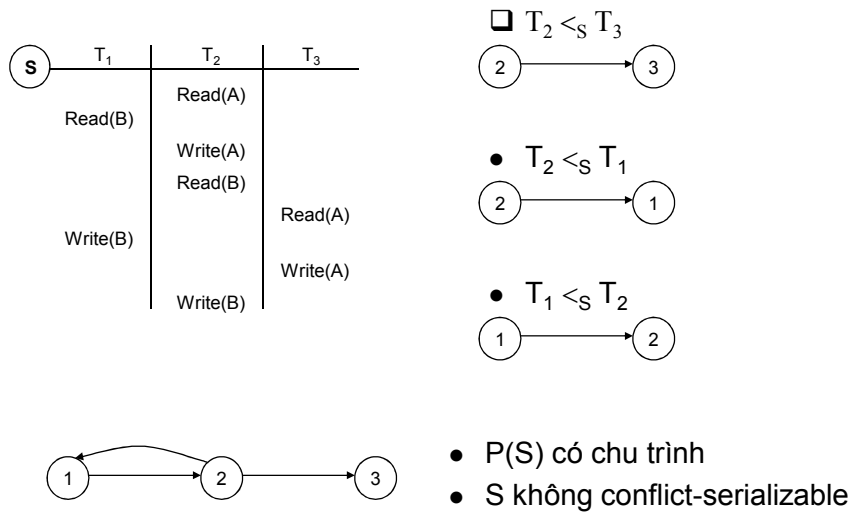 S T₁ T₂ T₃
Read(A)
Read(B)
Write(A)
Read(B)
Read(A)
Write(B)
Write(A)
Write(B)
❑ T₂ <S T₃
2 3
● T₂ <S T₁
2 1
● T₁ <S T₂
1 2
1 2 3
● P(S) có chu trình
● S không conflict-serializable